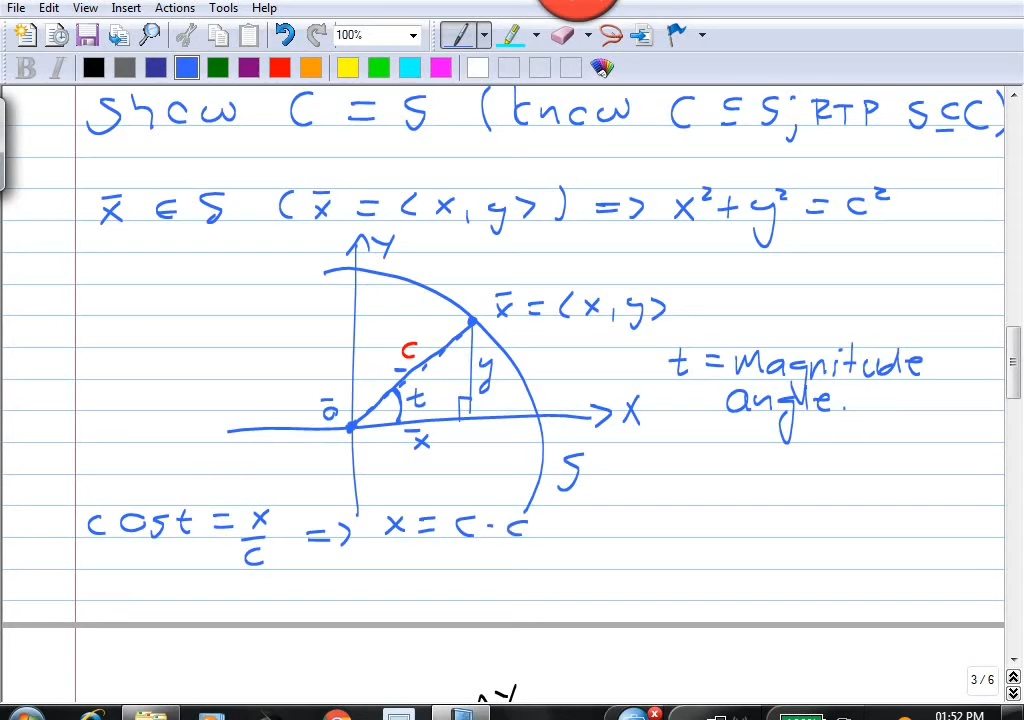 File Edit View Insert Actions Tools Help
100%
B I
Show C = S (know C ⊆ S; RTP S ⊆ C)
x̄ ∈ S (x̄ = <x, y>) => x² + y² = c²
Y
x̄ = <x, y>
c
t = magnitude
y
t
angle.
ō
X
x
S
cos t = x/c => x = c · c
3 / 6
01:52 PM